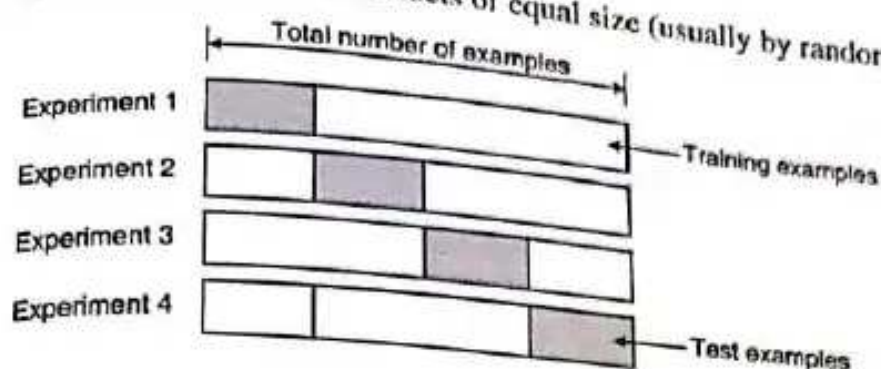 of equal size (usually by random
Total number of examples
Experiment 1
Training examples
Experiment 2
Experiment 3
Experiment 4
Test examples